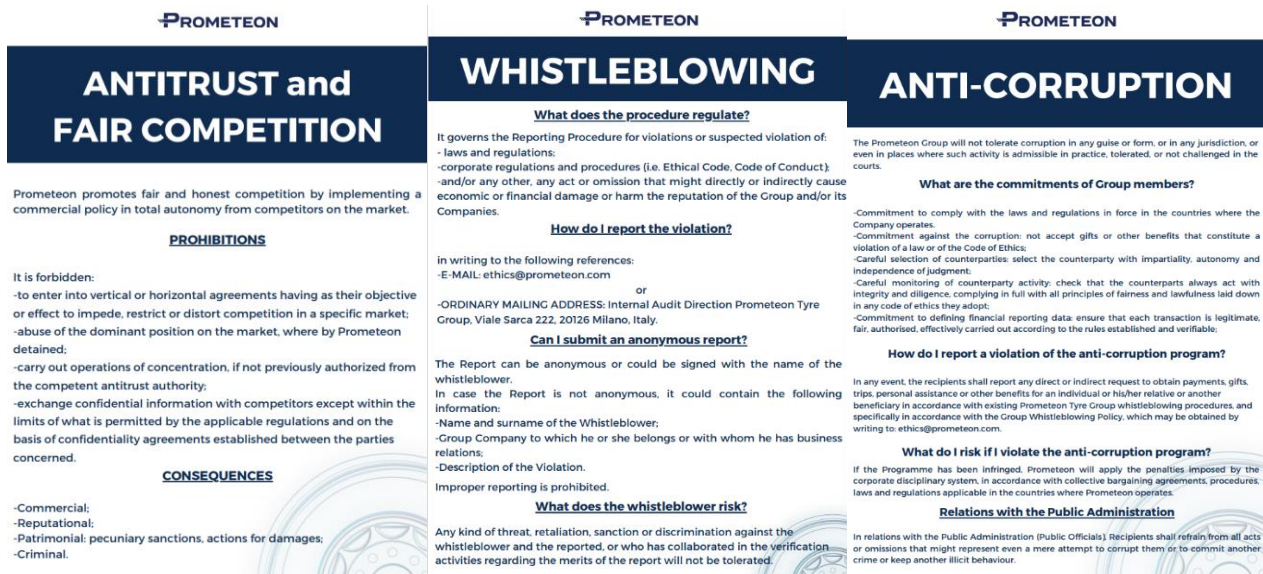 PROMETEON
ANTITRUST and
FAIR COMPETITION
Prometeon promotes fair and honest competition by implementing a
commercial policy in total autonomy from competitors on the market.
PROHIBITIONS
It is forbidden:
-to enter into vertical or horizontal agreements having as their objective
or effect to impede, restrict or distort competition in a specific market;
-abuse of the dominant position on the market, where by Prometeon
detained;
-carry out operations of concentration, if not previously authorized from
the competent antitrust authority;
-exchange confidential information with competitors except within the
limits of what is permitted by the applicable regulations and on the
basis of confidentiality agreements established between the parties
concerned.
CONSEQUENCES
-Commercial;
-Reputational;
-Patrimonial: pecuniary sanctions, actions for damages;
-Criminal.
PROMETEON
WHISTLEBLOWING
What does the procedure regulate?
It governs the Reporting Procedure for violations or suspected violation of:
- laws and regulations;
-corporate regulations and procedures (i.e. Ethical Code, Code of Conduct);
-and/or any other, any act or omission that might directly or indirectly cause
economic or financial damage or harm the reputation of the Group and/or its
Companies.
How do I report the violation?
in writing to the following references:
-E-MAIL: ethics@prometeon.com
or
-ORDINARY MAILING ADDRESS: Internal Audit Direction Prometeon Tyre
Group, Viale Sarca 222, 20126 Milano, Italy.
Can I submit an anonymous report?
The Report can be anonymous or could be signed with the name of the
whistleblower.
In case the Report is not anonymous, it could contain the following
information:
-Name and surname of the Whistleblower;
-Group Company to which he or she belongs or with whom he has business
relations;
-Description of the Violation.
Improper reporting is prohibited.
What does the whistleblower risk?
Any kind of threat, retaliation, sanction or discrimination against the
whistleblower and the reported, or who has collaborated in the verification
activities regarding the merits of the report will not be tolerated.
PROMETEON
ANTI-CORRUPTION
The Prometeon Group will not tolerate corruption in any guise or form, or in any jurisdiction, or
even in places where such activity is admissible in practice, tolerated, or not challenged in the
courts.
What are the commitments of Group members?
-Commitment to comply with the laws and regulations in force in the countries where the
Company operates.
-Commitment against the corruption: not accept gifts or other benefits that constitute a
violation of a law or of the Code of Ethics;
-Careful selection of counterparties: select the counterparty with impartiality, autonomy and
independence of judgment;
-Careful monitoring of counterparty activity: check that the counterparts always act with
integrity and diligence, complying in full with all principles of fairness and lawfulness laid down
in any code of ethics they adopt;
-Commitment to defining financial reporting data: ensure that each transaction is legitimate,
fair, authorised, effectively carried out according to the rules established and verifiable;
How do I report a violation of the anti-corruption program?
In any event, the recipients shall report any direct or indirect request to obtain payments, gifts,
trips, personal assistance or other benefits for an individual or his/her relative or another
beneficiary in accordance with existing Prometeon Tyre Group whistleblowing procedures, and
specifically in accordance with the Group Whistleblowing Policy, which may be obtained by
writing to: ethics@prometeon.com.
What do I risk if I violate the anti-corruption program?
If the Programme has been infringed, Prometeon will apply the penalties imposed by the
corporate disciplinary system, in accordance with collective bargaining agreements, procedures,
laws and regulations applicable in the countries where Prometeon operates.
Relations with the Public Administration
In relations with the Public Administration (Public Officials), Recipients shall refrain from all acts
or omissions that might represent even a mere attempt to corrupt them or to commit another
crime or keep another illicit behaviour.